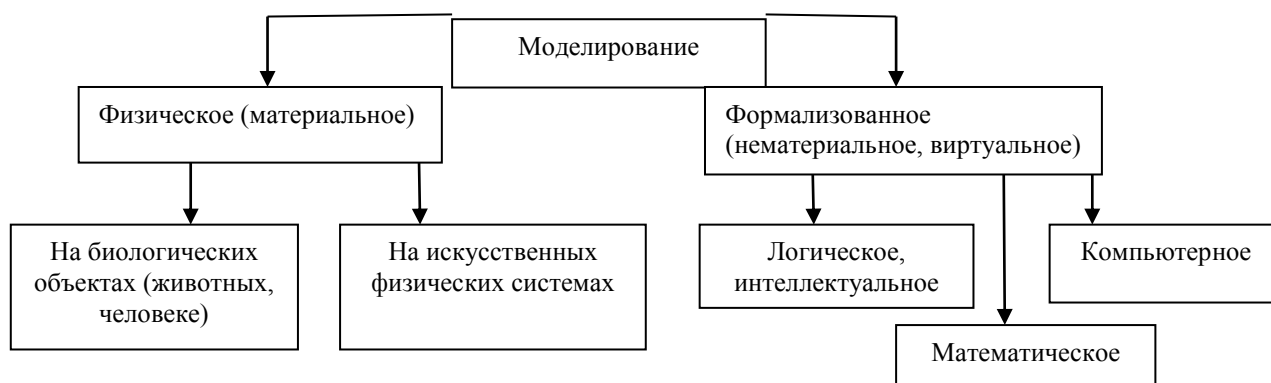 Моделирование
Физическое (материальное)
Формализованное
(нематериальное, виртуальное)
На биологических
объектах (животных,
человеке)
На искусственных
физических системах
Логическое,
интеллектуальное
Компьютерное
Математическое